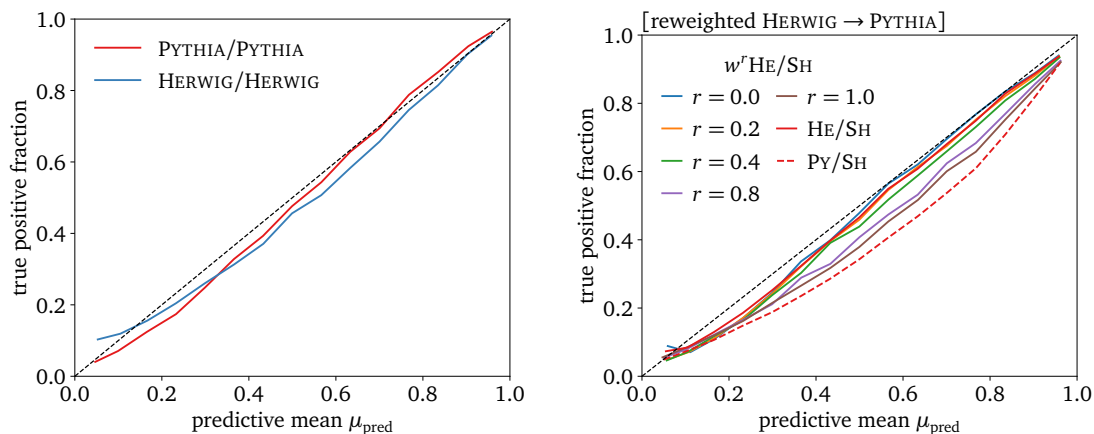 1.0
0.8
0.6
0.4
0.2
0.0
true positive fraction
PYTHIA/PYTHIA
HERWIG/HERWIG
0.0 0.2 0.4 0.6 0.8 1.0
predictive mean μpred
[reweighted HERWIG → PYTHIA]
1.0
0.8
0.6
0.4
0.2
0.0
true positive fraction
wʳHE/SH
r = 0.0
r = 0.2
r = 0.4
r = 0.8
r = 1.0
HE/SH
PY/SH
0.0 0.2 0.4 0.6 0.8 1.0
predictive mean μpred